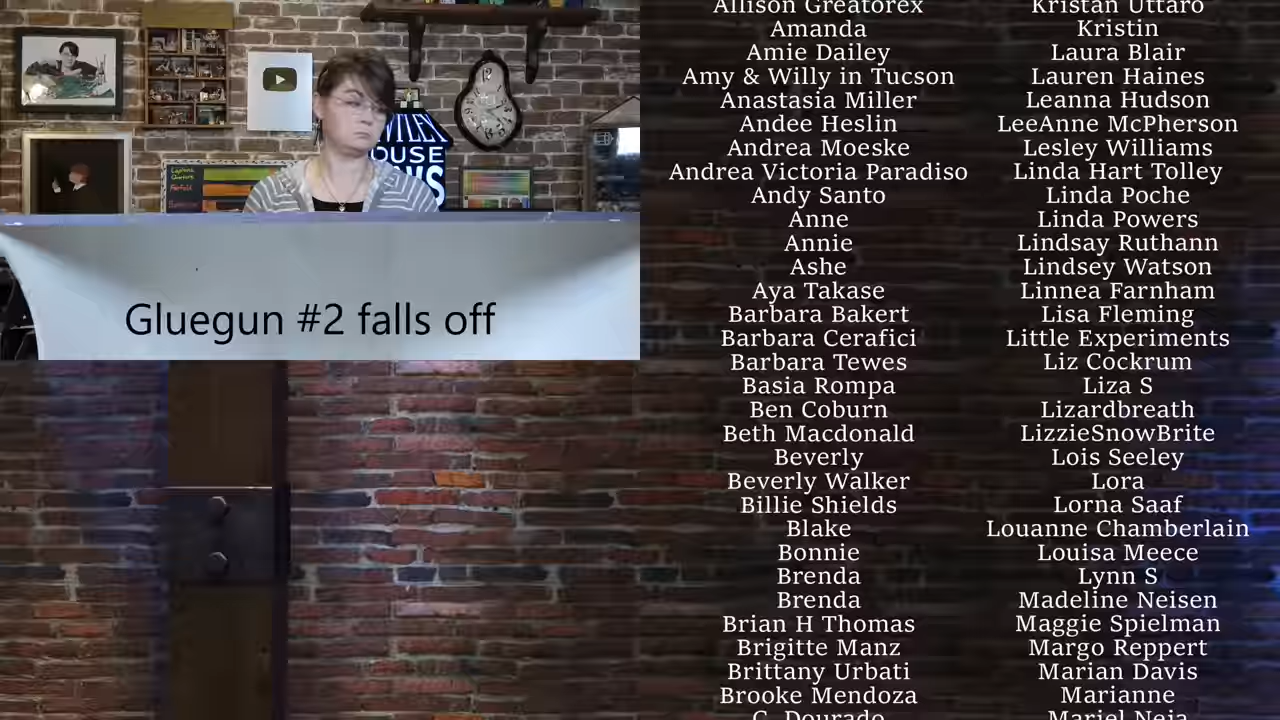 WILEY
OUSE
Gluegun #2 falls off
Allison Greatorex
Amanda
Amie Dailey
Amy & Willy in Tucson
Anastasia Miller
Andee Heslin
Andrea Moeske
Andrea Victoria Paradiso
Andy Santo
Anne
Annie
Ashe
Aya Takase
Barbara Bakert
Barbara Cerafici
Barbara Tewes
Basia Rompa
Ben Coburn
Beth Macdonald
Beverly
Beverly Walker
Billie Shields
Blake
Bonnie
Brenda
Brenda
Brian H Thomas
Brigitte Manz
Brittany Urbati
Brooke Mendoza
C. Dourado
Kristan Uttaro
Kristin
Laura Blair
Lauren Haines
Leanna Hudson
LeeAnne McPherson
Lesley Williams
Linda Hart Tolley
Linda Poche
Linda Powers
Lindsay Ruthann
Lindsey Watson
Linnea Farnham
Lisa Fleming
Little Experiments
Liz Cockrum
Liza S
Lizardbreath
LizzieSnowBrite
Lois Seeley
Lora
Lorna Saaf
Louanne Chamberlain
Louisa Meece
Lynn S
Madeline Neisen
Maggie Spielman
Margo Reppert
Marian Davis
Marianne
Mariel Neja